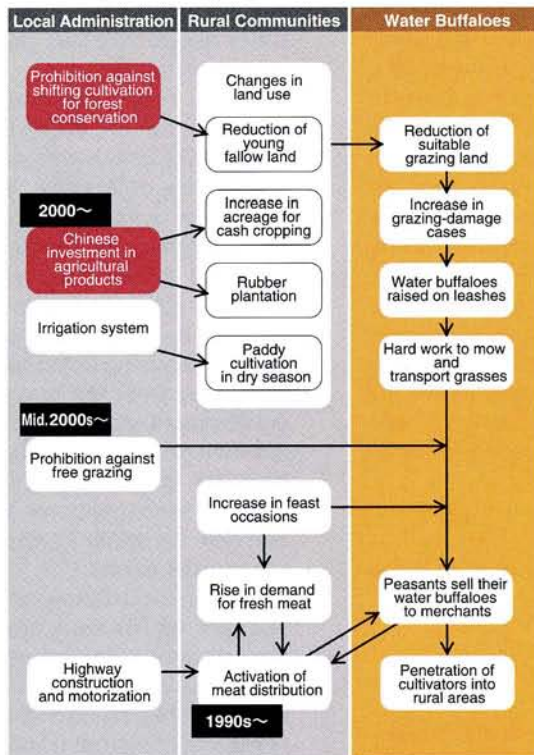 Local Administration
Rural Communities
Water Buffaloes
Prohibition against
shifting cultivation
for forest
conservation
2000～
Chinese
investment in
agricultural
products
Irrigation system
Mid.2000s～
Prohibition against
free grazing
Highway
construction
and motorization
Changes in
land use
Reduction of
young
fallow land
Increase in
acreage for
cash cropping
Rubber
plantation
Paddy
cultivation
in dry season
Increase in feast
occasions
Rise in demand
for fresh meat
Activation of
meat distribution
1990s～
Reduction of
suitable
grazing land
Increase in
grazing-damage
cases
Water buffaloes
raised on leashes
Hard work to mow
and
transport grasses
Peasants sell their
water buffaloes
to merchants
Penetration of
cultivators into
rural areas